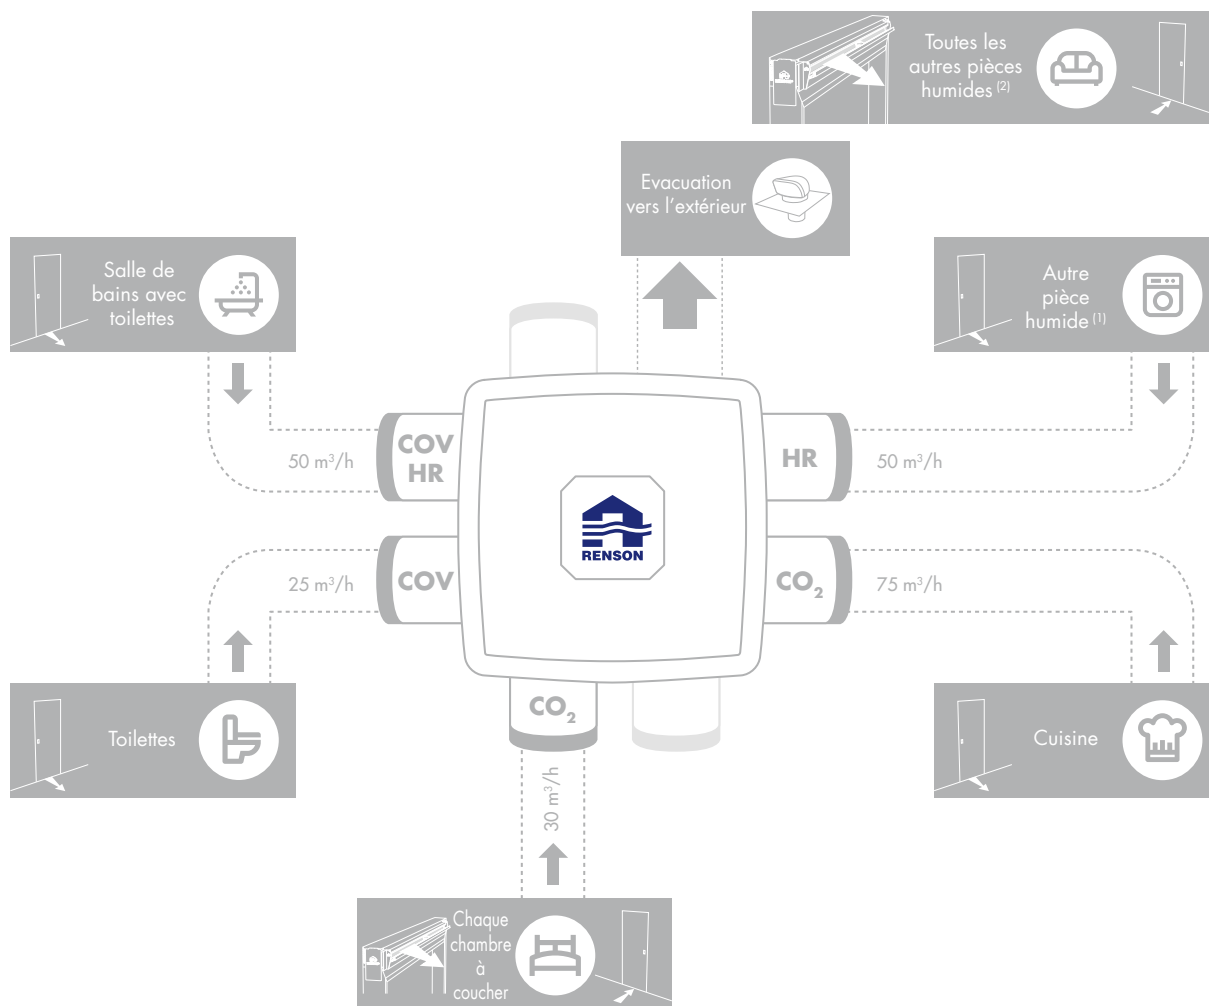 Toutes les
autres pièces
humides (2)
Evacuation
vers l'extérieur
Salle de
bains avec
toilettes
Autre
pièce
humide (1)
50 m³/h
COV
HR
HR
50 m³/h
RENSON
25 m³/h
COV
CO₂
75 m³/h
CO₂
Toilettes
Cuisine
30 m³/h
Chaque
chambre
à
coucher